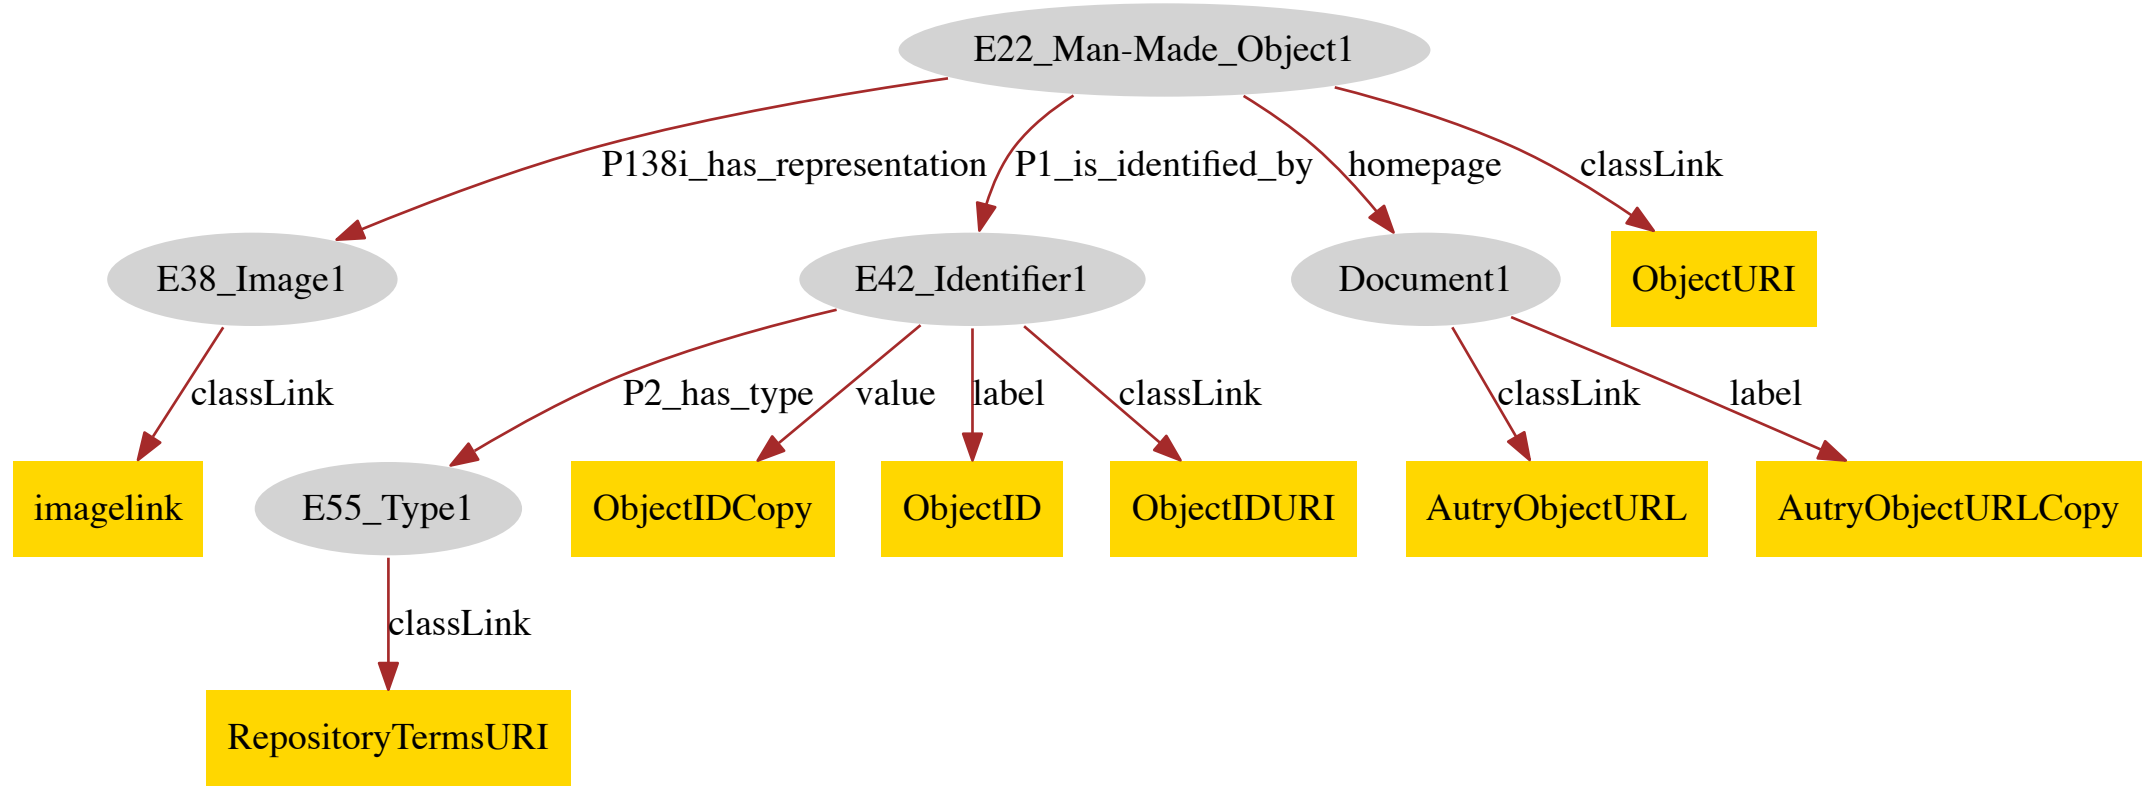 E22_Man-Made_Object1
P138i_has_representation
P1_is_identified_by
homepage
classLink
E38_Image1
E42_Identifier1
Document1
ObjectURI
classLink
P2_has_type
value
label
classLink
classLink
label
imagelink
E55_Type1
ObjectIDCopy
ObjectID
ObjectIDURI
AutryObjectURL
AutryObjectURLCopy
classLink
RepositoryTermsURI